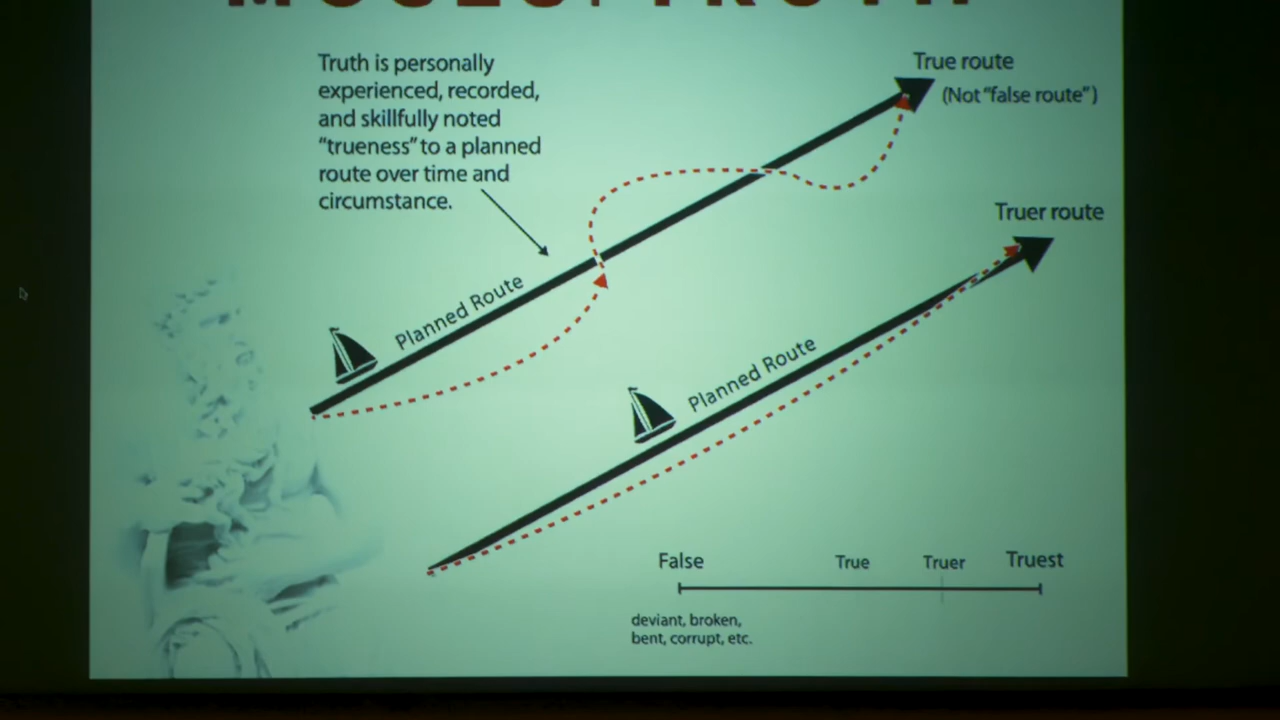 Truth is personally
experienced, recorded,
and skillfully noted
“trueness” to a planned
route over time and
circumstance.
True route
(Not “false route”)
Truer route
Planned Route
Planned Route
False
True
Truer
Truest
deviant, broken,
bent, corrupt, etc.